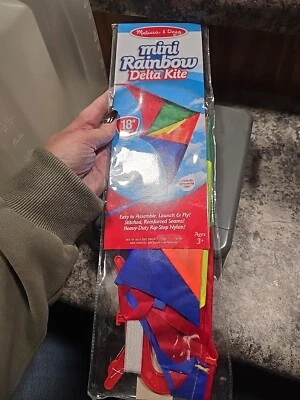 Melissa & Doug
mini
Rainbow
Delta Kite
18"
Easy to Assemble, Launch & Fly!
Stitched, Reinforced Seams!
Heavy-Duty Rip-Stop Nylon!
Ages
3+